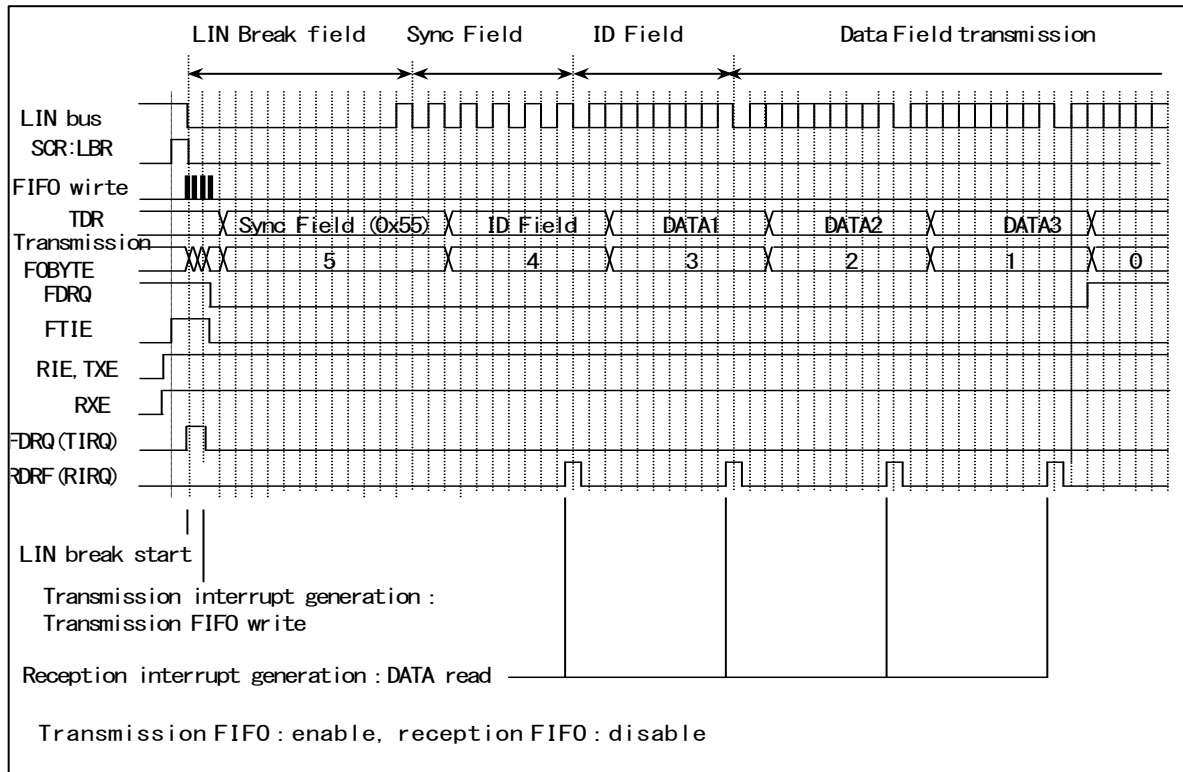 LIN Break field Sync Field ID Field Data Field transmission
LIN bus
SCR:LBR
FIFO wirte
TDR Sync Field (0x55) ID Field DATA1 DATA2 DATA3
Transmission
FOBYTE 5 4 3 2 1 0
FDRQ
FTIE
RIE, TXE
RXE
FDRQ(TIRQ)
RDRF(RIRQ)
LIN break start
Transmission interrupt generation :
Transmission FIFO write
Reception interrupt generation : DATA read
Transmission FIFO : enable, reception FIFO : disable